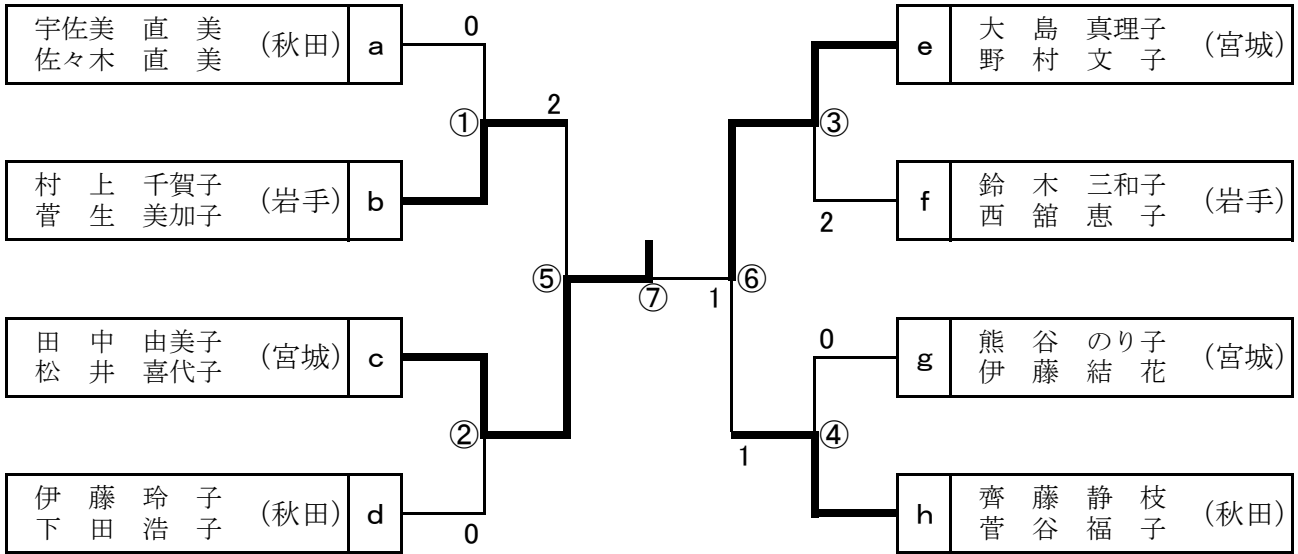 宇佐美 直 美
佐々木 直 美
(秋田)
a
0
①
2
村 上 千賀子
菅 生 美加子
(岩手)
b
田 中 由美子
松 井 喜代子
(宮城)
c
②
⑤
伊 藤 玲 子
下 田 浩 子
(秋田)
d
0
⑦
1
⑥
e
大 島 真理子
野 村 文 子
(宮城)
③
2
f
鈴 木 三和子
西 舘 恵 子
(岩手)
0
g
熊 谷 のり子
伊 藤 結 花
(宮城)
④
1
h
齊 藤 静 枝
菅 谷 福 子
(秋田)